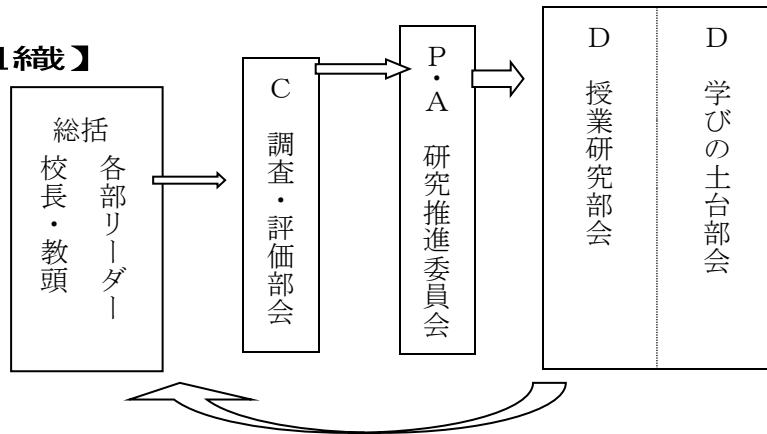 織】
総括
各部リーダー
校長・教頭
C 調査・評価部会
P・A 研究推進委員会
D 授業研究部会
D 学びの土台部会